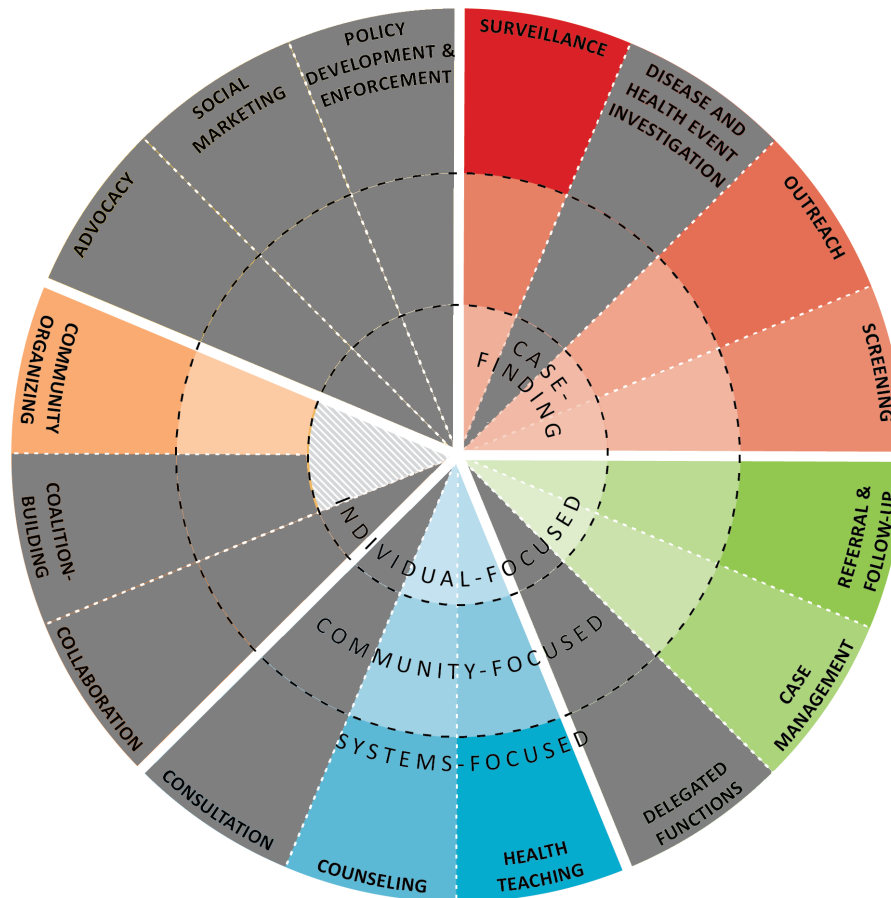 SURVEILLANCE
DISEASE AND
HEALTH EVENT
INVESTIGATION
OUTREACH
SCREENING
REFERRAL &
FOLLOW-UP
CASE
MANAGEMENT
DELEGATED
FUNCTIONS
HEALTH
TEACHING
COUNSELING
CONSULTATION
COLLABORATION
COALITION-
BUILDING
COMMUNITY
ORGANIZING
ADVOCACY
SOCIAL
MARKETING
POLICY
DEVELOPMENT &
ENFORCEMENT
CASE-
FINDING
INDIVIDUAL-FOCUSED
COMMUNITY-FOCUSED
SYSTEMS-FOCUSED